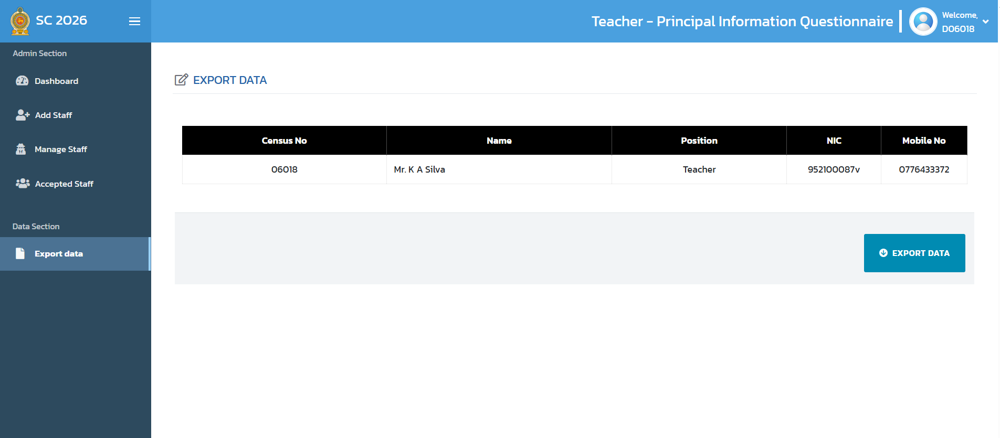 SC 2026
Teacher - Principal Information Questionnaire
Welcome,
D06018
Admin Section
Dashboard
Add Staff
Manage Staff
Accepted Staff
Data Section
Export data
EXPORT DATA
Census No Name Position NIC Mobile No
06018 Mr. K A Silva Teacher 952100087v 0776433372
EXPORT DATA